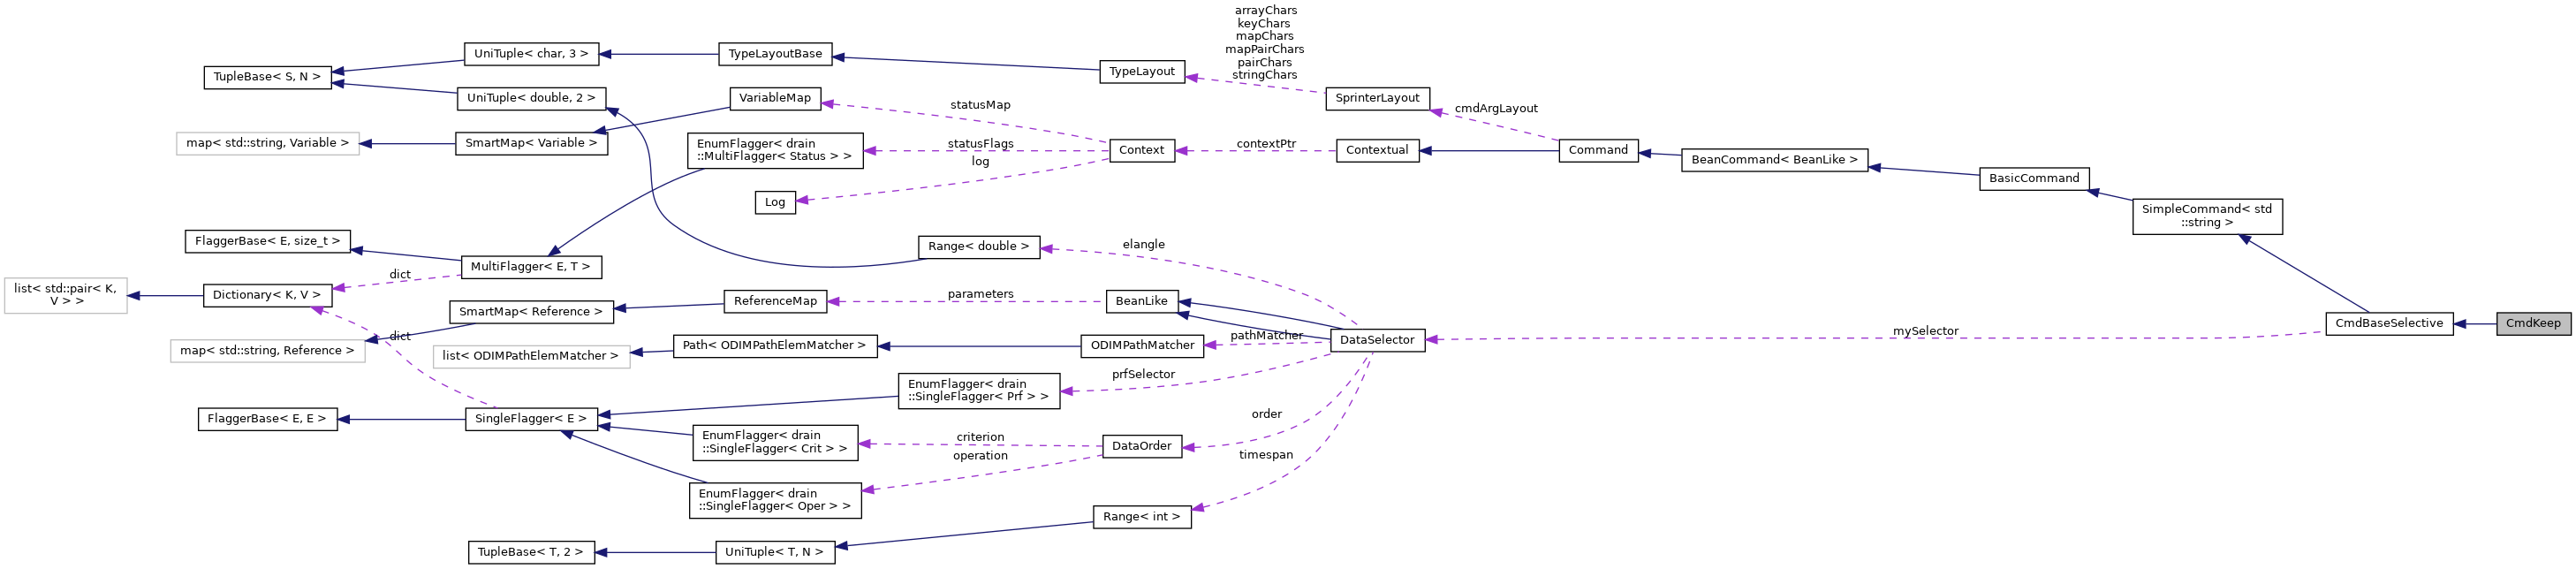 arrayChars
keyChars
mapChars
mapPairChars
pairChars
stringChars
UniTuple< char, 3 >
TypeLayoutBase
TypeLayout
TupleBase< S, N >
UniTuple< double, 2 >
VariableMap
statusMap
SprinterLayout
cmdArgLayout
map< std::string, Variable >
SmartMap< Variable >
EnumFlagger< drain
::MultiFlagger< Status > >
statusFlags
log
Context
contextPtr
Contextual
Command
BeanCommand< BeanLike >
BasicCommand
Log
SimpleCommand< std
::string >
FlaggerBase< E, size_t >
Range< double >
elangle
MultiFlagger< E, T >
dict
list< std::pair< K,
V > >
Dictionary< K, V >
SmartMap< Reference >
ReferenceMap
parameters
BeanLike
CmdBaseSelective
CmdKeep
mySelector
dict
map< std::string, Reference >
list< ODIMPathElemMatcher >
Path< ODIMPathElemMatcher >
ODIMPathMatcher
pathMatcher
DataSelector
prfSelector
EnumFlagger< drain
::SingleFlagger< Prf > >
FlaggerBase< E, E >
SingleFlagger< E >
order
EnumFlagger< drain
::SingleFlagger< Crit > >
criterion
operation
DataOrder
timespan
EnumFlagger< drain
::SingleFlagger< Oper > >
Range< int >
TupleBase< T, 2 >
UniTuple< T, N >